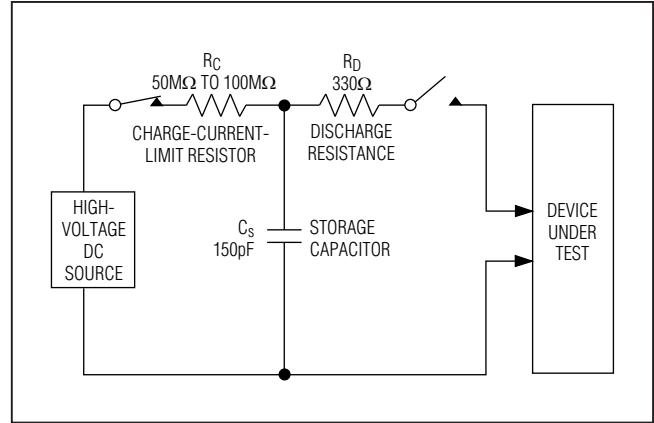 R_C
50MΩ TO 100MΩ
CHARGE-CURRENT-
LIMIT RESISTOR
R_D
330Ω
DISCHARGE
RESISTANCE
HIGH-
VOLTAGE
DC
SOURCE
C_s
150pF
STORAGE
CAPACITOR
DEVICE
UNDER
TEST